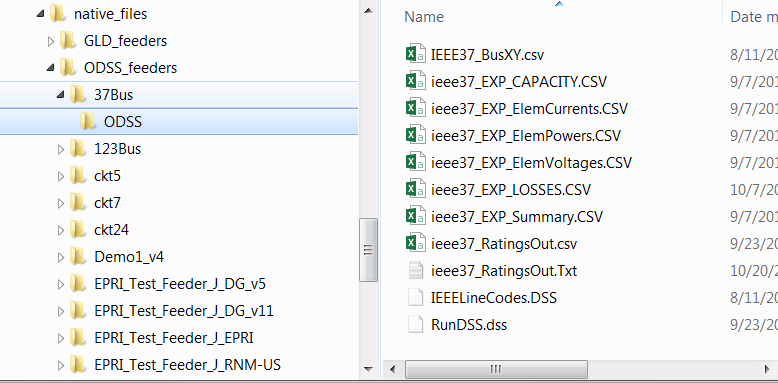 native_files
GLD_feeders
ODSS_feeders
37Bus
ODSS
123Bus
ckt5
ckt7
ckt24
Demo1_v4
EPRI_Test_Feeder_J_DG_v5
EPRI_Test_Feeder_J_DG_v11
EPRI_Test_Feeder_J_EPRI
EPRI_Test_Feeder_J_RNM-US
Name Date m
IEEE37_BusXY.csv 8/11/20
ieee37_EXP_CAPACITY.CSV 9/7/201
ieee37_EXP_ElemCurrents.CSV 9/7/201
ieee37_EXP_ElemPowers.CSV 9/7/201
ieee37_EXP_ElemVoltages.CSV 9/7/201
ieee37_EXP_LOSSES.CSV 10/7/20
ieee37_EXP_Summary.CSV 9/7/201
ieee37_RatingsOut.csv 9/23/20
ieee37_RatingsOut.Txt 10/20/2
IEEELineCodes.DSS 8/11/20
RunDSS.dss 9/23/20